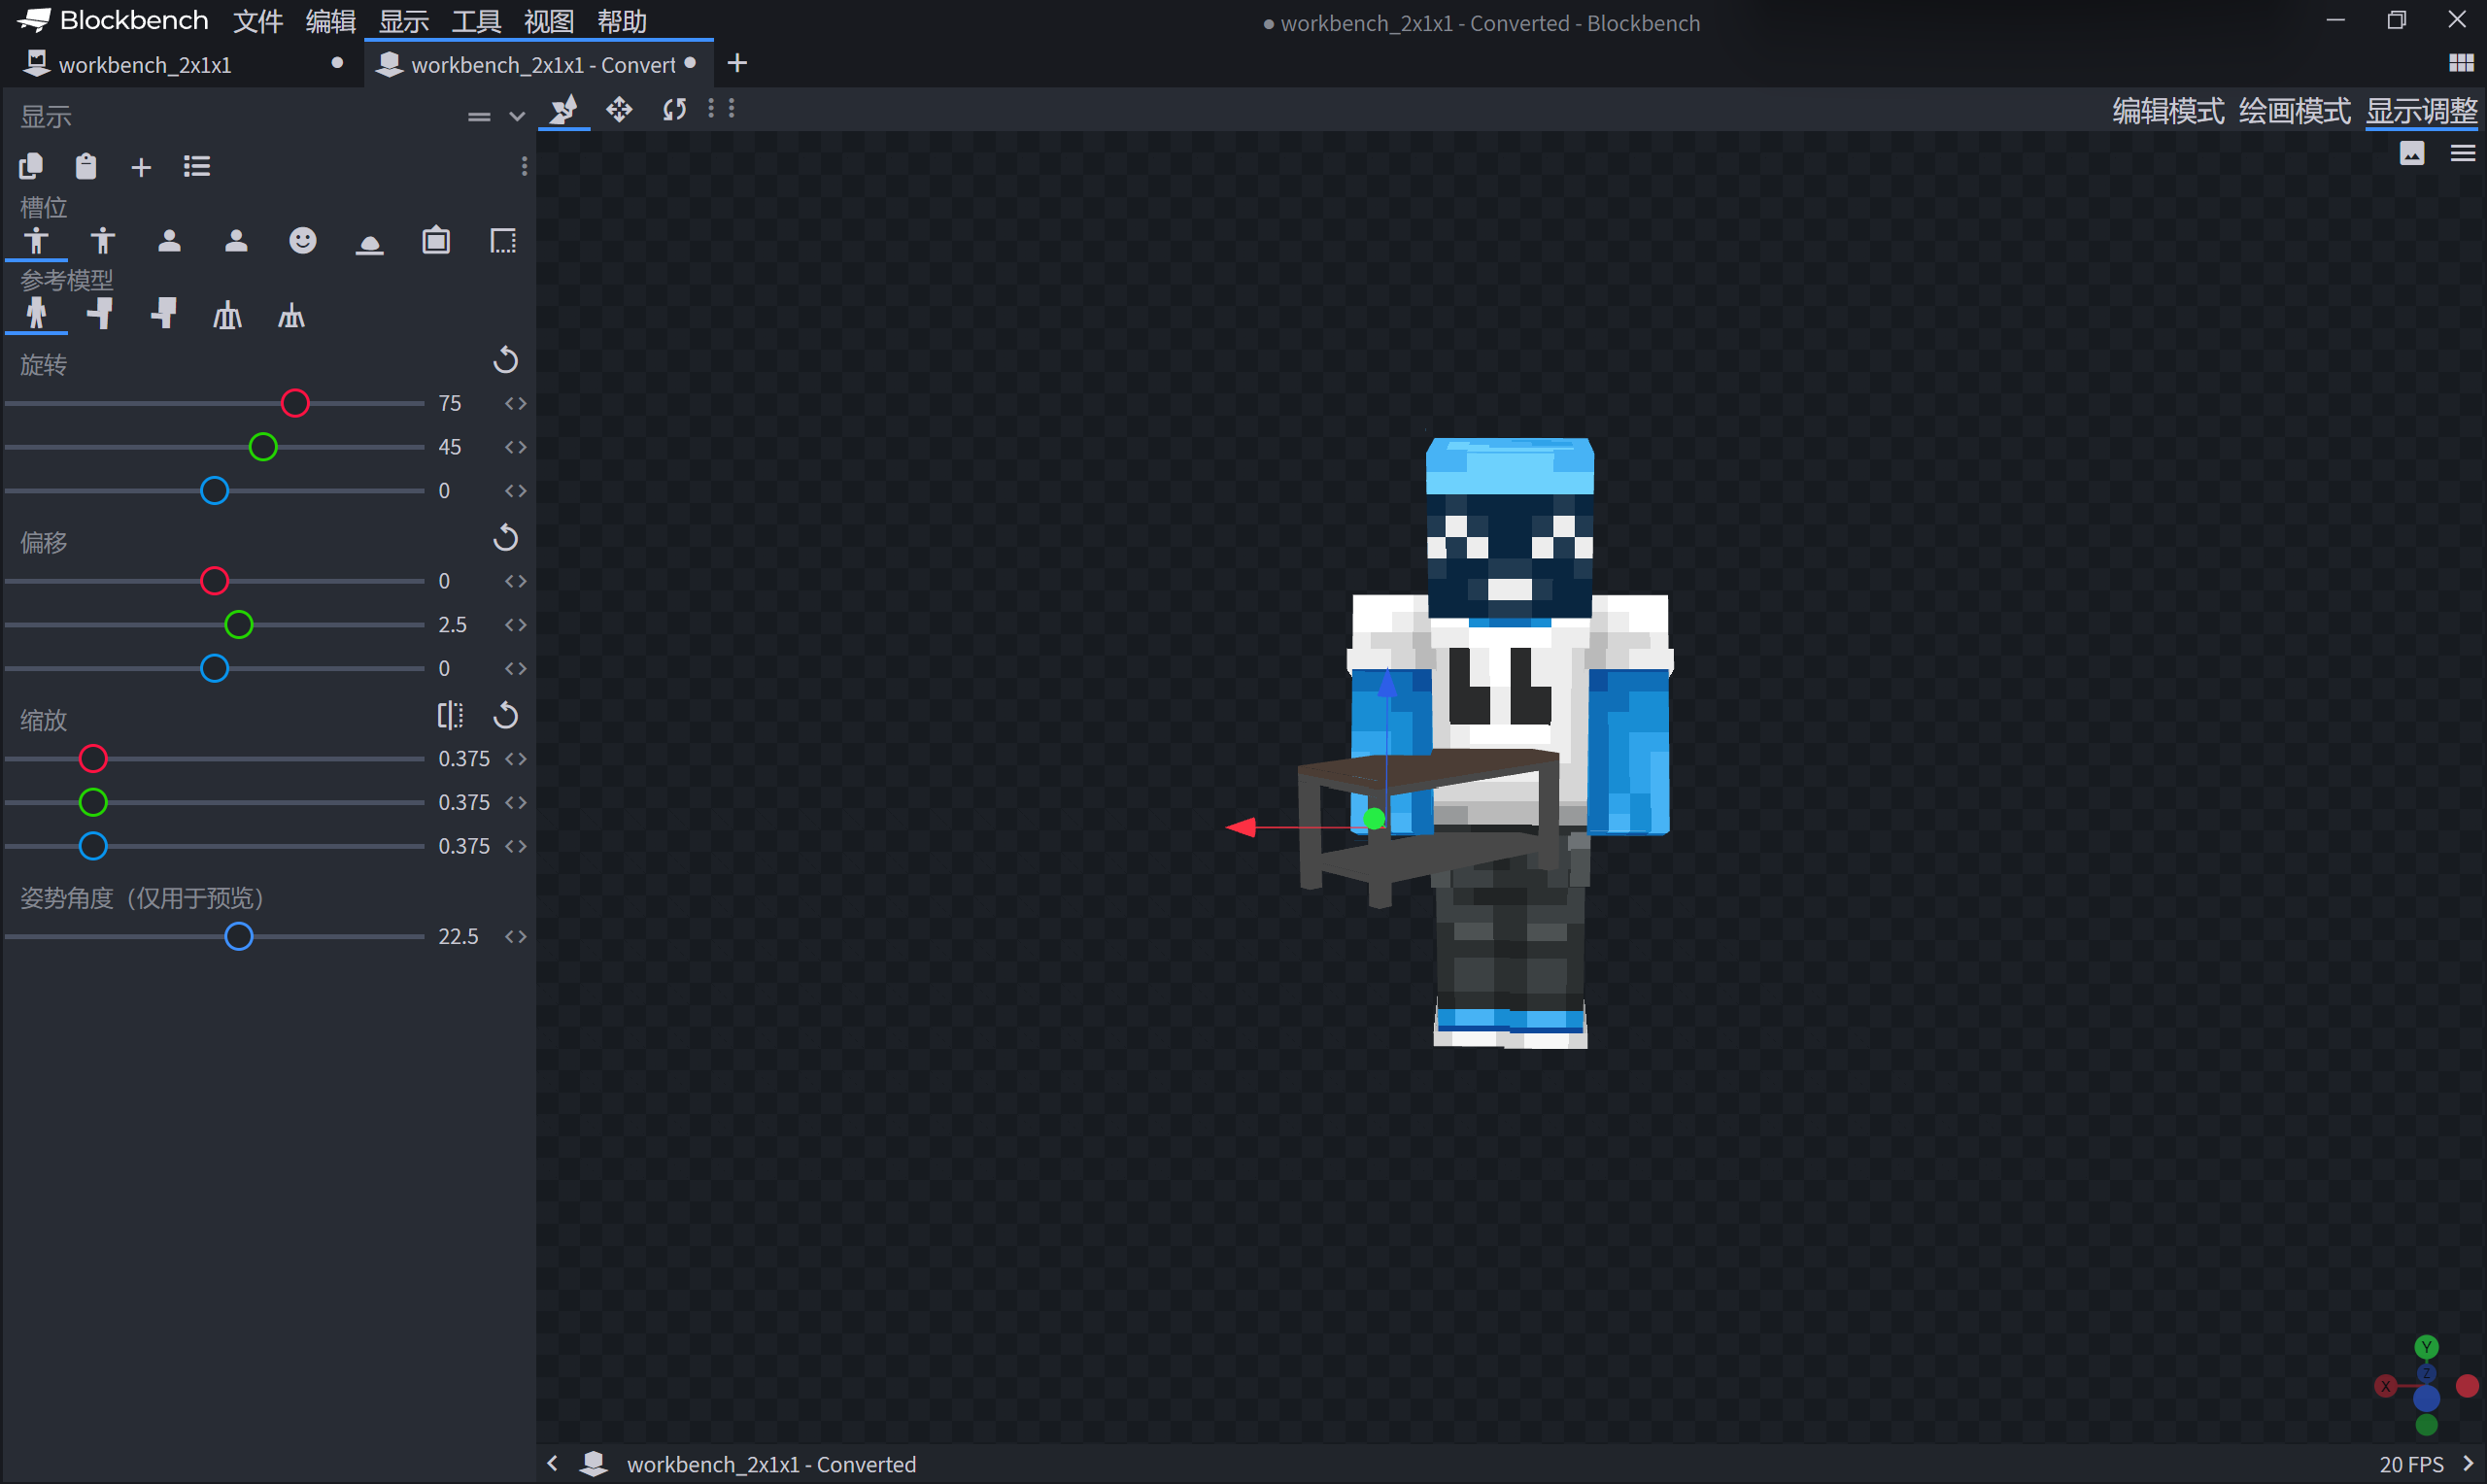 Blockbench 文件 编辑 显示 工具 视图 帮助
workbench_2x1x1 - Converted - Blockbench
workbench_2x1x1
workbench_2x1x1 - Convert
显示
编辑模式 绘画模式 显示调整
槽位
参考模型
旋转
75
45
0
偏移
0
2.5
0
缩放
0.375
0.375
0.375
姿势角度（仅用于预览）
22.5
Y
Z
X
workbench_2x1x1 - Converted
20 FPS